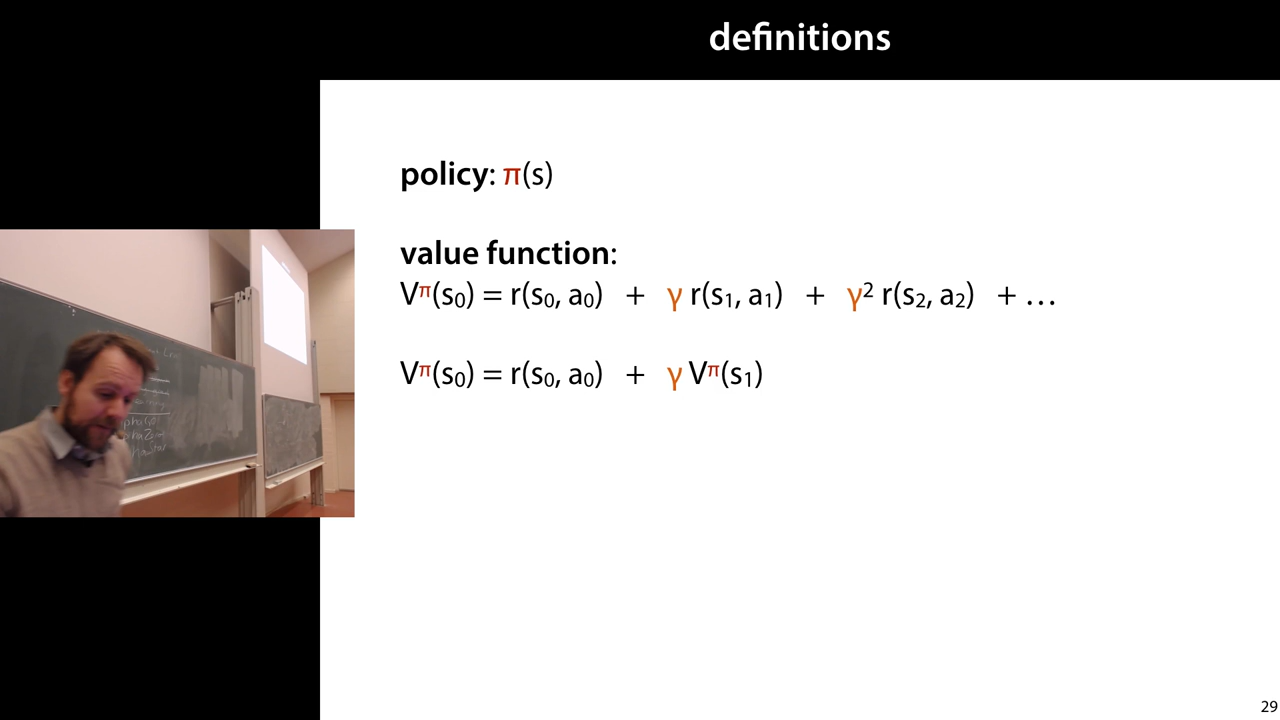 definitions
policy: π(s)
value function:
Vπ(s0) = r(s0, a0) + γ r(s1, a1) + γ2 r(s2, a2) + …
Vπ(s0) = r(s0, a0) + γ Vπ(s1)
29